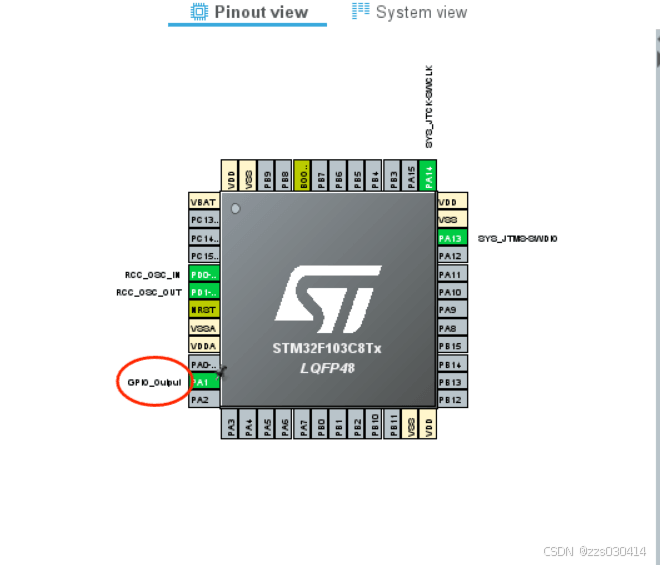 Pinout view
System view
SYS_JTCK-SWCLK
VDD
VSS
PB9
PB8
BOO..
PB7
PB6
PB5
PB4
PB3
PA15
PA14
VBAT
PC13..
PC14..
PC15..
RCC_OSC_IN
PD0-..
RCC_OSC_OUT
PD1-..
NRST
VSSA
VDDA
PA0-..
GPIO_Output
PA1
PA2
VDD
VSS
PA13
SYS_JTMS-SWDIO
PA12
PA11
PA10
PA9
PA8
PB15
PB14
PB13
PB12
STM32F103C8Tx
LQFP48
PA3
PA4
PA5
PA6
PA7
PB0
PB1
PB2
PB10
PB11
VSS
VDD
CSDN @zzs030414